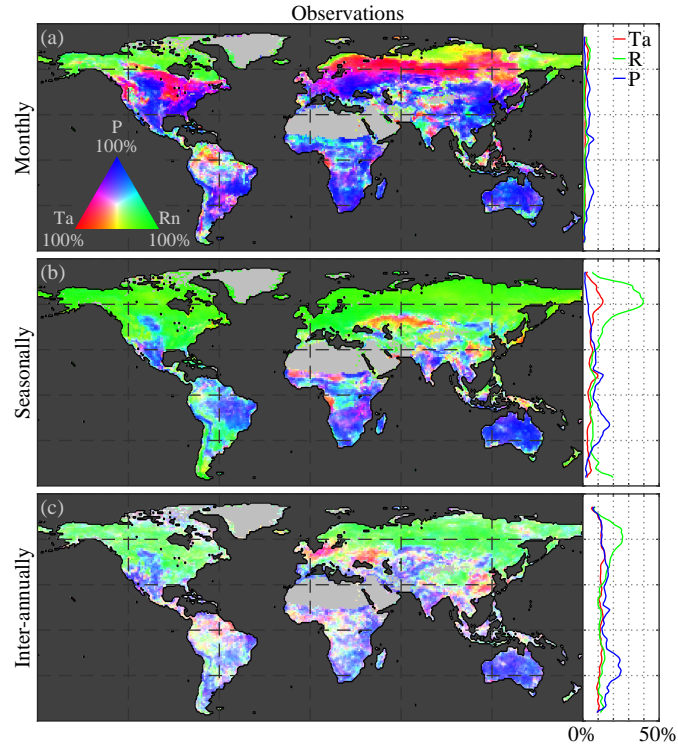 Observations
(a)
Ta
R
P
Monthly
P
100%
Ta
Rn
100%
100%
(b)
Seasonally
(c)
Inter-annually
0%
50%